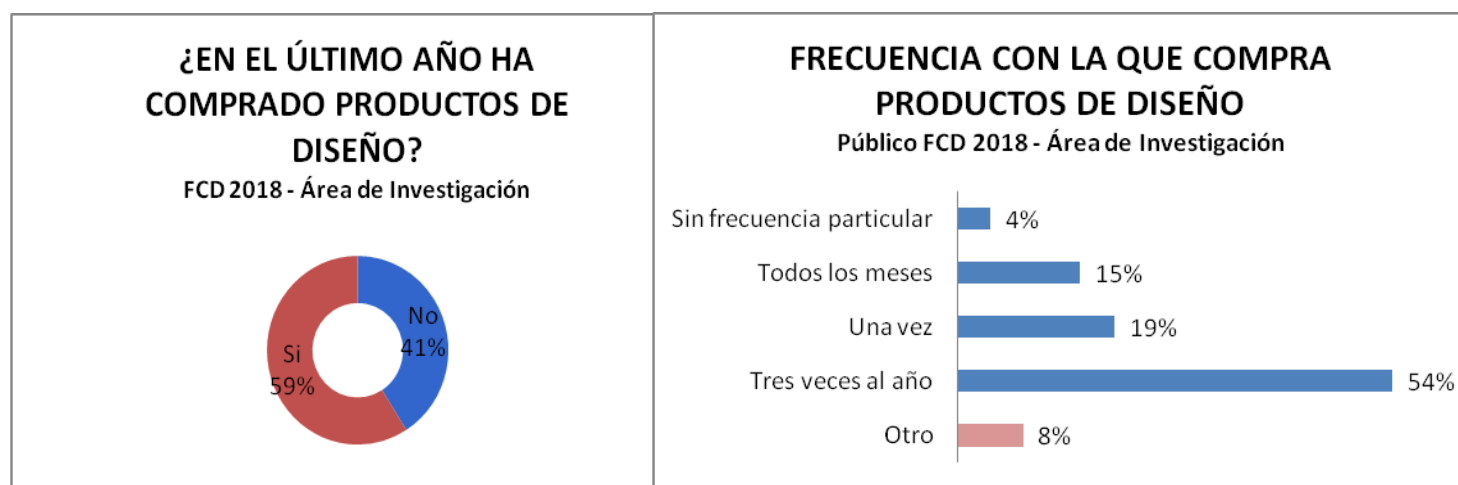 ¿EN EL ÚLTIMO AÑO HA
COMPRADO PRODUCTOS DE
DISEÑO?
FCD 2018 - Área de Investigación
No
41%
Si
59%
FRECUENCIA CON LA QUE COMPRA
PRODUCTOS DE DISEÑO
Público FCD 2018 - Área de Investigación
Sin frecuencia particular 4%
Todos los meses 15%
Una vez 19%
Tres veces al año 54%
Otro 8%